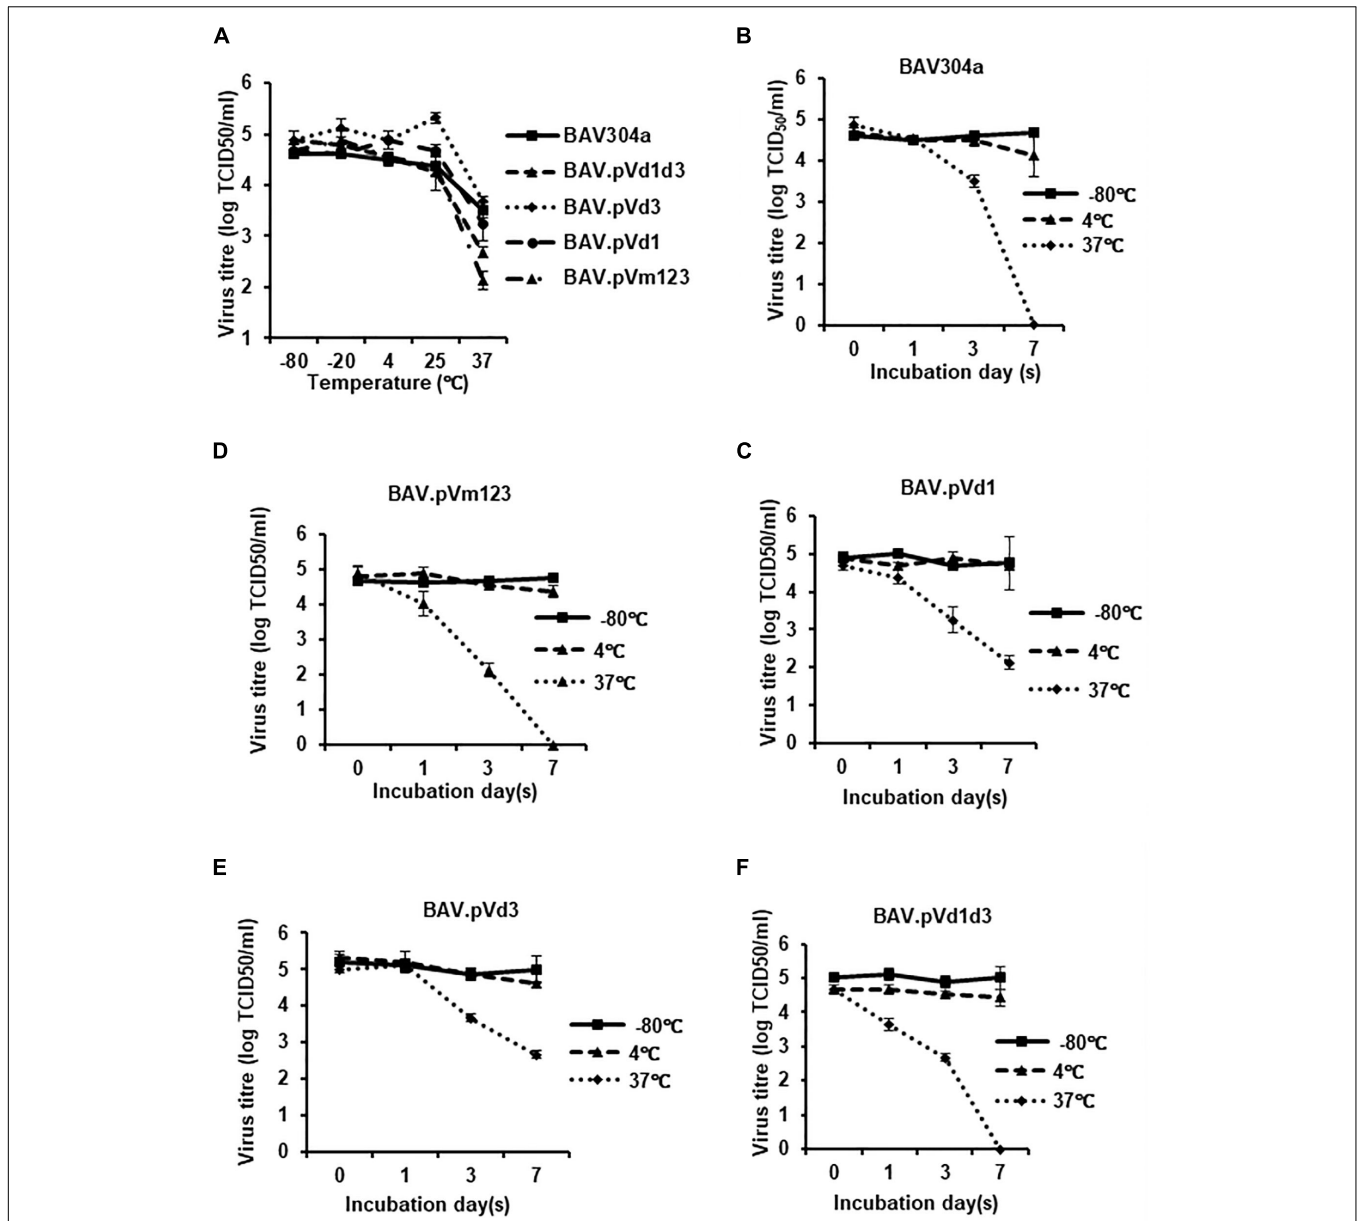 A
Virus titre (log TCID50/ml)
6
5
4
3
2
1
-80 -20 4 25 37
Temperature (℃)
BAV304a
BAV.pVd1d3
BAV.pVd3
BAV.pVd1
BAV.pVm123
B
BAV304a
Virus titre (log TCID50/ml)
6
5
4
3
2
1
0
0 1 3 7
Incubation day (s)
-80℃
4℃
37℃
D
BAV.pVm123
Virus titre (log TCID50/ml)
6
5
4
3
2
1
0
0 1 3 7
Incubation day(s)
-80℃
4℃
37℃
C
BAV.pVd1
Virus titre (log TCID50/ml)
6
5
4
3
2
1
0
0 1 3 7
Incubation day(s)
-80℃
4℃
37℃
E
BAV.pVd3
Virus titre (log TCID50/ml)
6
5
4
3
2
1
0
0 1 3 7
Incubation day(s)
-80℃
4℃
37℃
F
BAV.pVd1d3
Virus titre (log TCID50/ml)
6
5
4
3
2
1
0
0 1 3 7
Incubation day(s)
-80℃
4℃
37℃